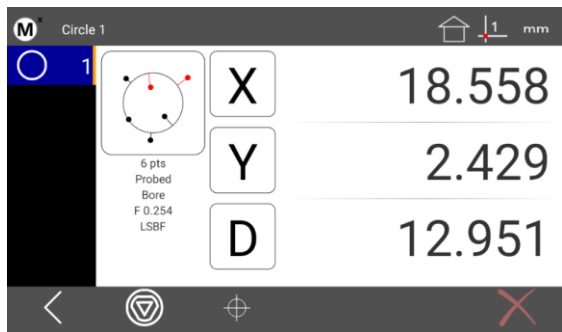 M Circle 1 1 mm
1
X 18.558
Y 2.429
D 12.951
6 pts
Probed
Bore
F 0.254
LSBF